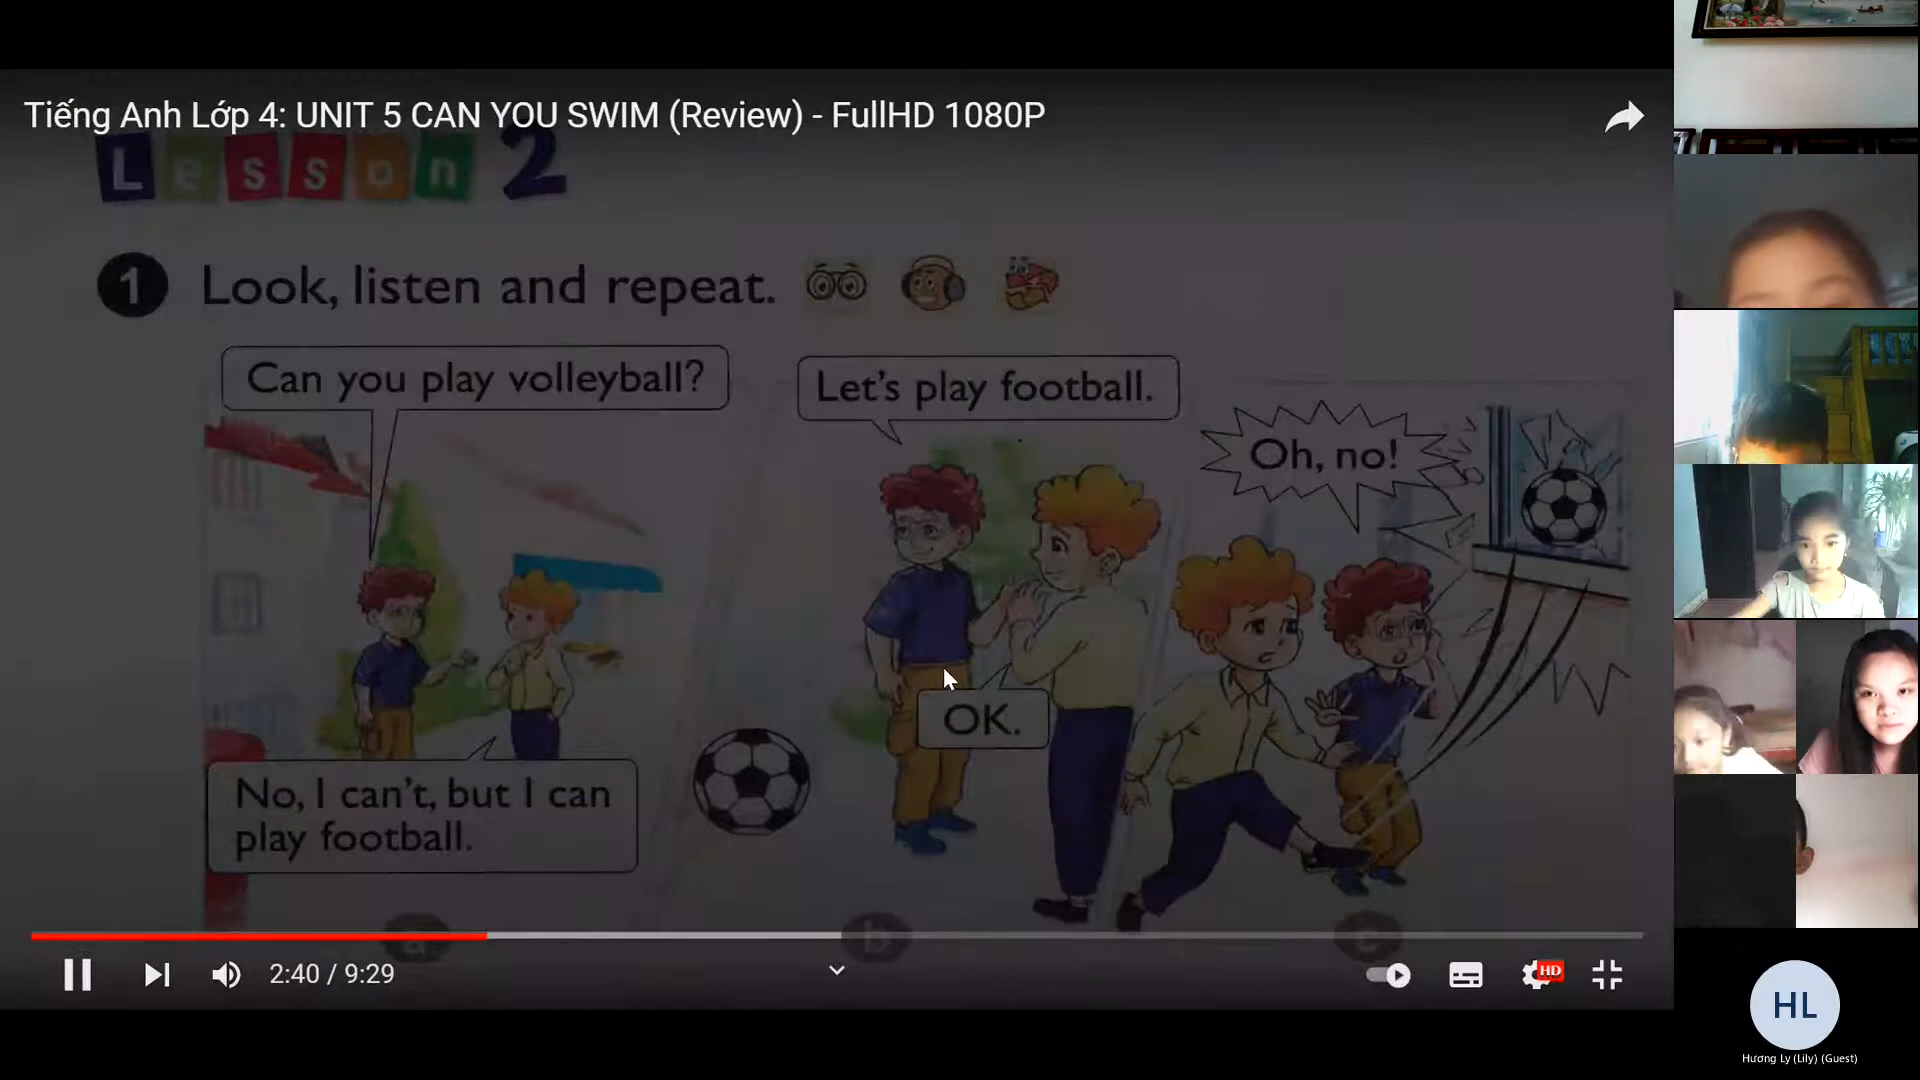 Tiếng Anh Lớp 4: UNIT 5 CAN YOU SWIM (Review) - FullHD 1080P
Lesson 2
1 Look, listen and repeat.
Can you play volleyball?
No, I can't, but I can
play football.
Let's play football.
OK.
Oh, no!
a
b
c
2:40 / 9:29
HD
HL
Hương Ly (Lily) (Guest)